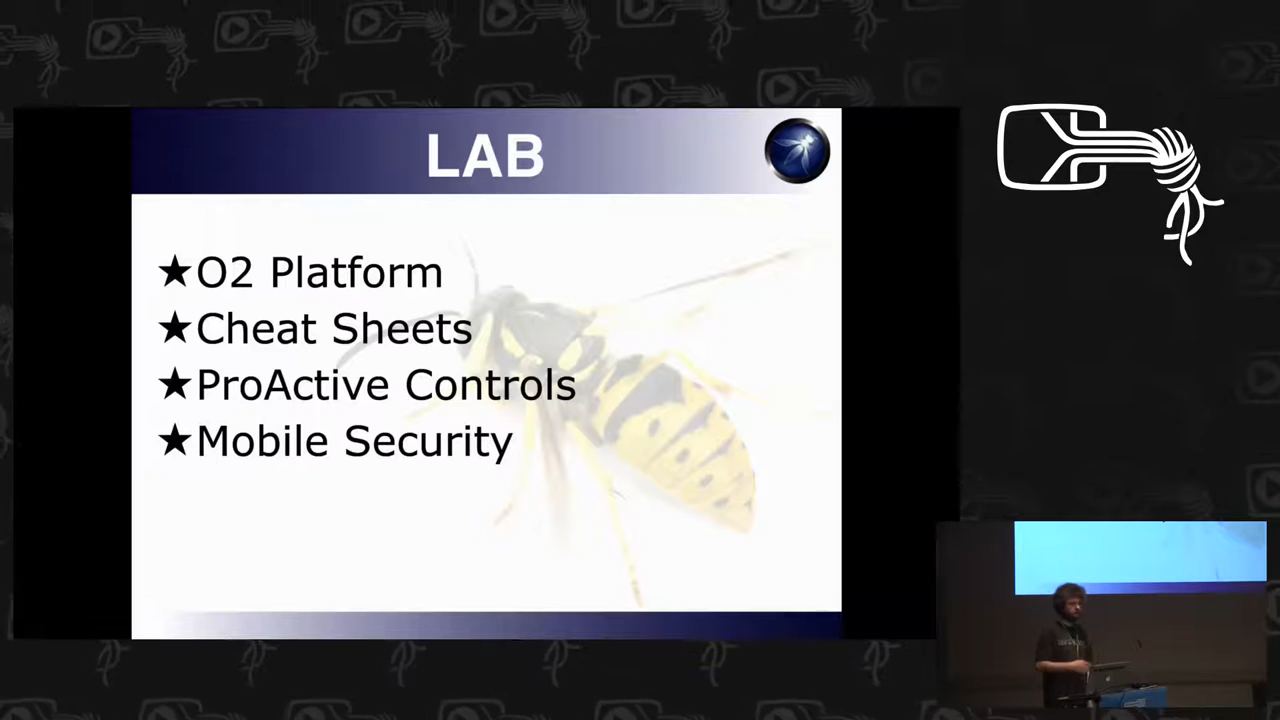 LAB
★O2 Platform
★Cheat Sheets
★ProActive Controls
★Mobile Security